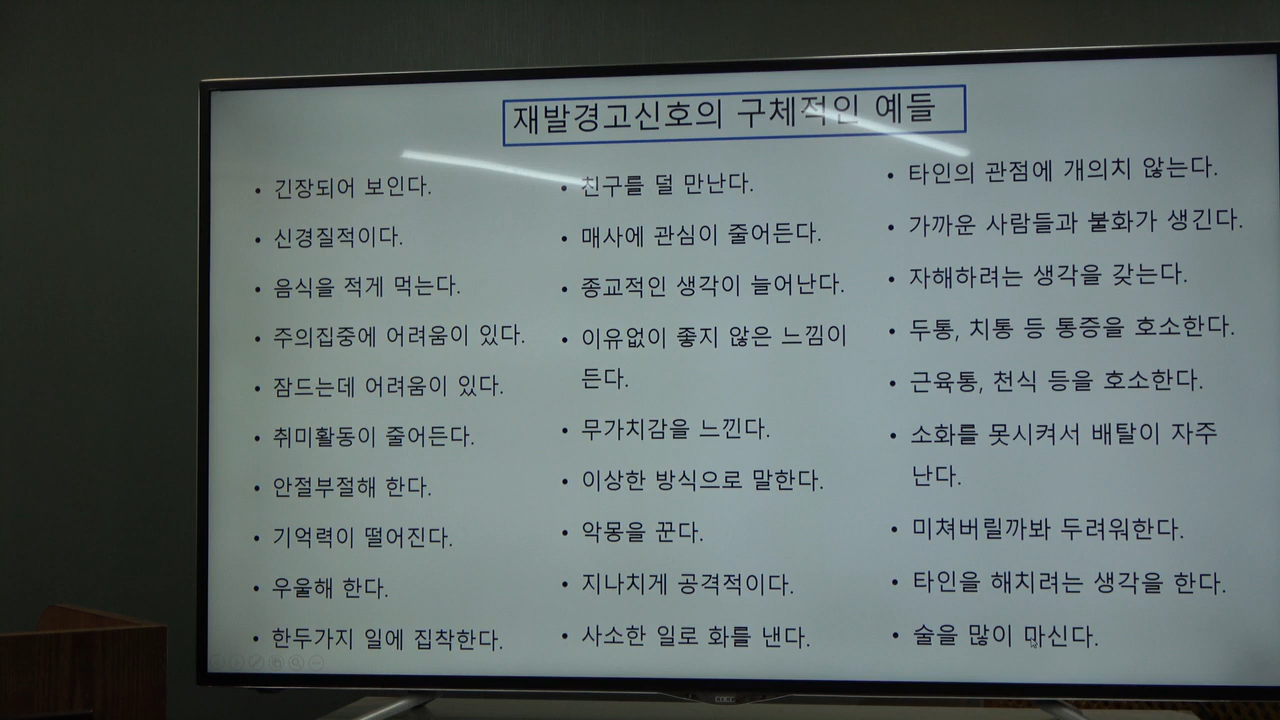 재발경고신호의 구체적인 예들
• 긴장되어 보인다.
• 신경질적이다.
• 음식을 적게 먹는다.
• 주의집중에 어려움이 있다.
• 잠드는데 어려움이 있다.
• 취미활동이 줄어든다.
• 안절부절해 한다.
• 기억력이 떨어진다.
• 우울해 한다.
• 한두가지 일에 집착한다.
• 친구를 덜 만난다.
• 매사에 관심이 줄어든다.
• 종교적인 생각이 늘어난다.
• 이유없이 좋지 않은 느낌이
든다.
• 무가치감을 느낀다.
• 이상한 방식으로 말한다.
• 악몽을 꾼다.
• 지나치게 공격적이다.
• 사소한 일로 화를 낸다.
• 타인의 관점에 개의치 않는다.
• 가까운 사람들과 불화가 생긴다.
• 자해하려는 생각을 갖는다.
• 두통, 치통 등 통증을 호소한다.
• 근육통, 천식 등을 호소한다.
• 소화를 못시켜서 배탈이 자주
난다.
• 미쳐버릴까봐 두려워한다.
• 타인을 해치려는 생각을 한다.
• 술을 많이 마신다.